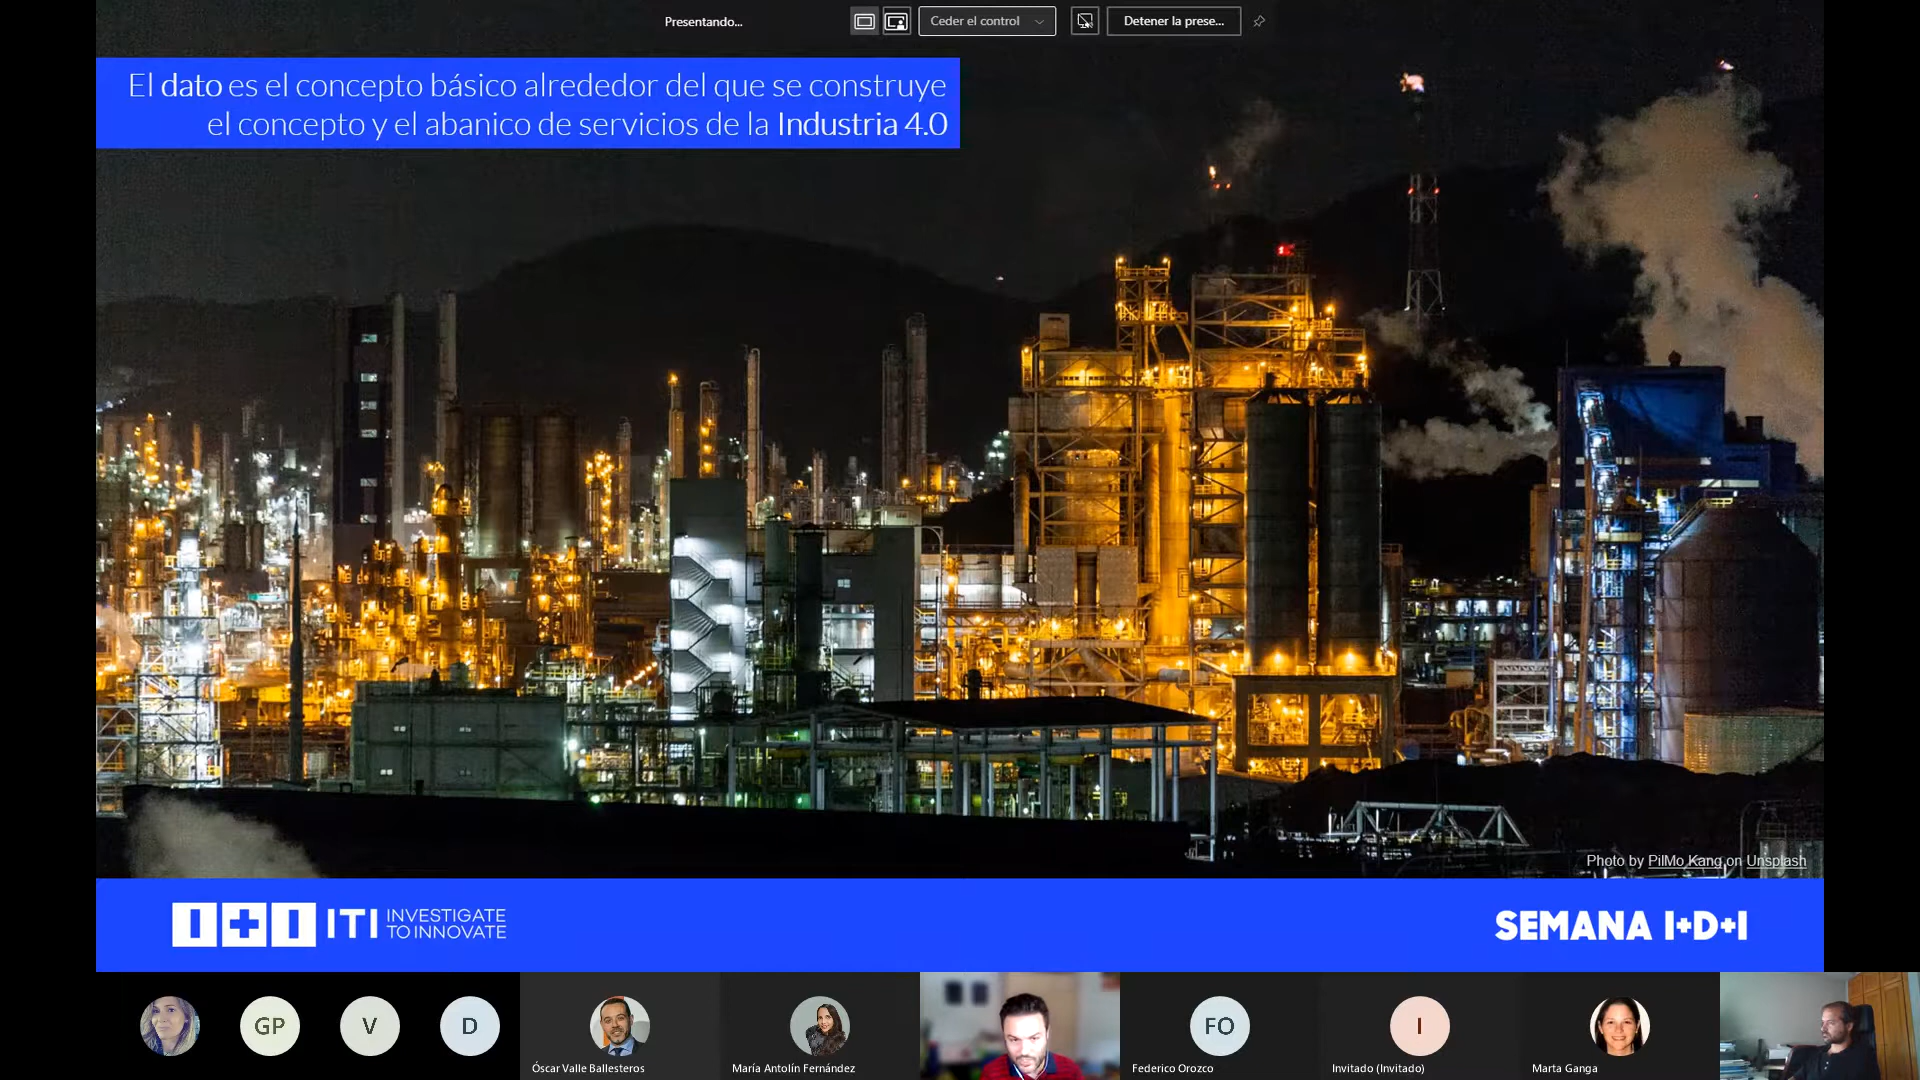 Presentando...
Ceder el control
Detener la prese...
El dato es el concepto básico alrededor del que se construye
el concepto y el abanico de servicios de la Industria 4.0
Photo by PilMo Kang on Unsplash
I+I ITI INVESTIGATE
TO INNOVATE
SEMANA I+D+I
GP
V
D
FO
I
Óscar Valle Ballesteros
María Antolín Fernández
Federico Orozco
Invitado (Invitado)
Marta Ganga